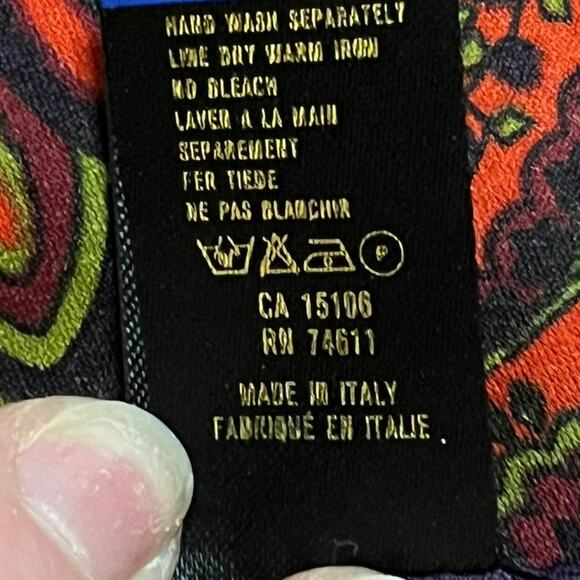 HAND WASH SEPARATELY
LINE DRY WARM IRON
NO BLEACH
LAVER A LA MAIN
SEPAREMENT
FER TIEDE
NE PAS BLANCHIR
P
CA 15106
RN 74611
MADE IN ITALY
FABRIQUÉ EN ITALIE